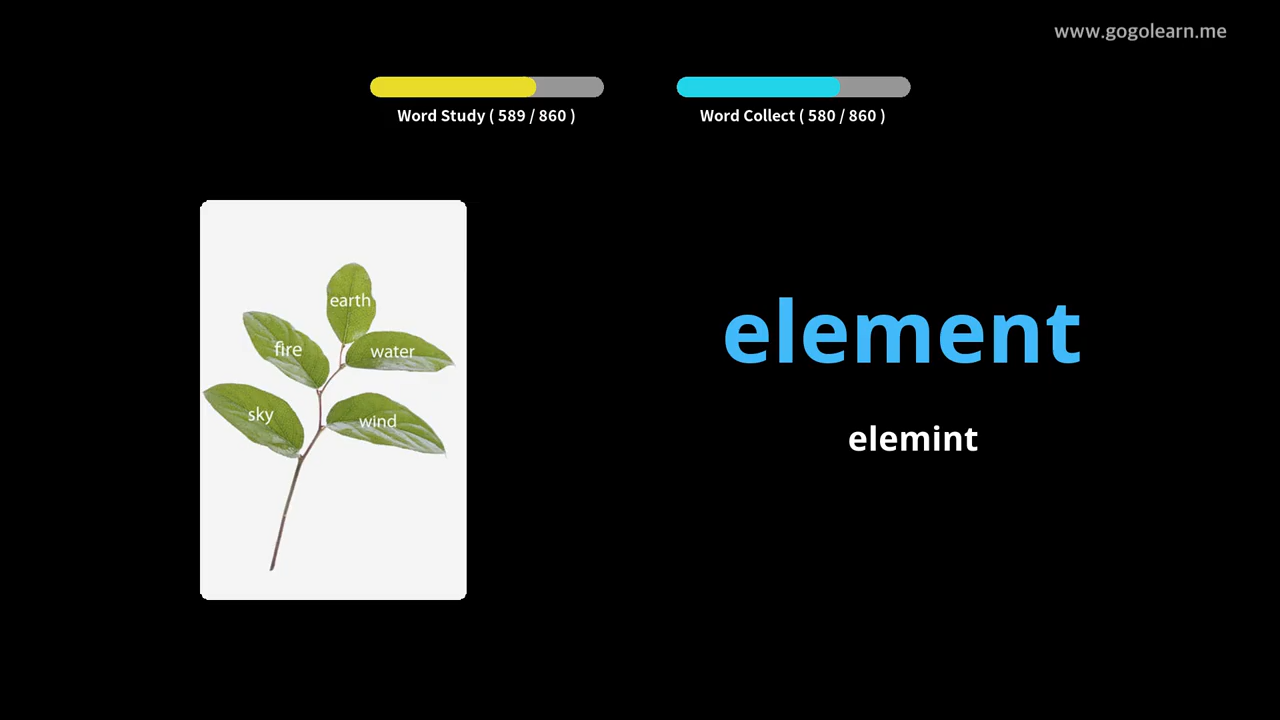 www.gogolearn.me
Word Study ( 589 / 860 )
Word Collect ( 580 / 860 )
earth
fire
water
sky
wind
element
elemint